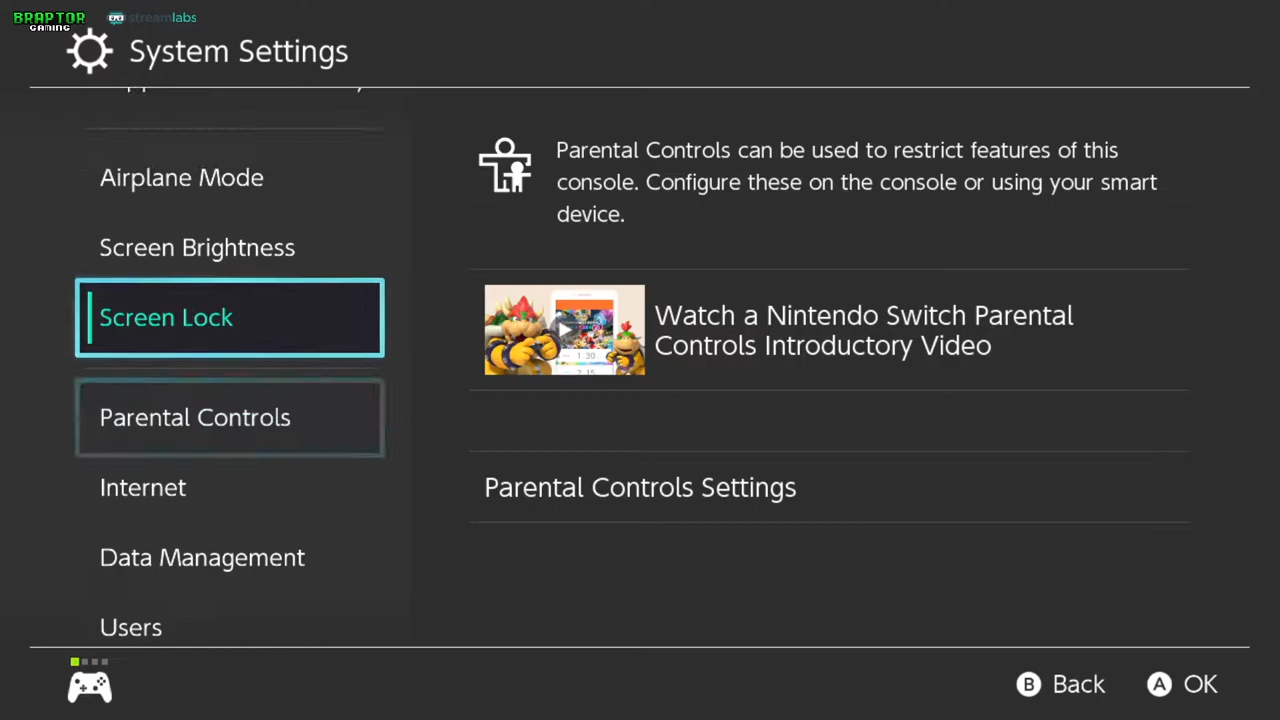 BRAPTOR
GAMING
streamlabs
System Settings
Airplane Mode
Screen Brightness
Screen Lock
Parental Controls
Internet
Data Management
Users
Parental Controls can be used to restrict features of this
console. Configure these on the console or using your smart
device.
Watch a Nintendo Switch Parental
Controls Introductory Video
Parental Controls Settings
B Back
A OK